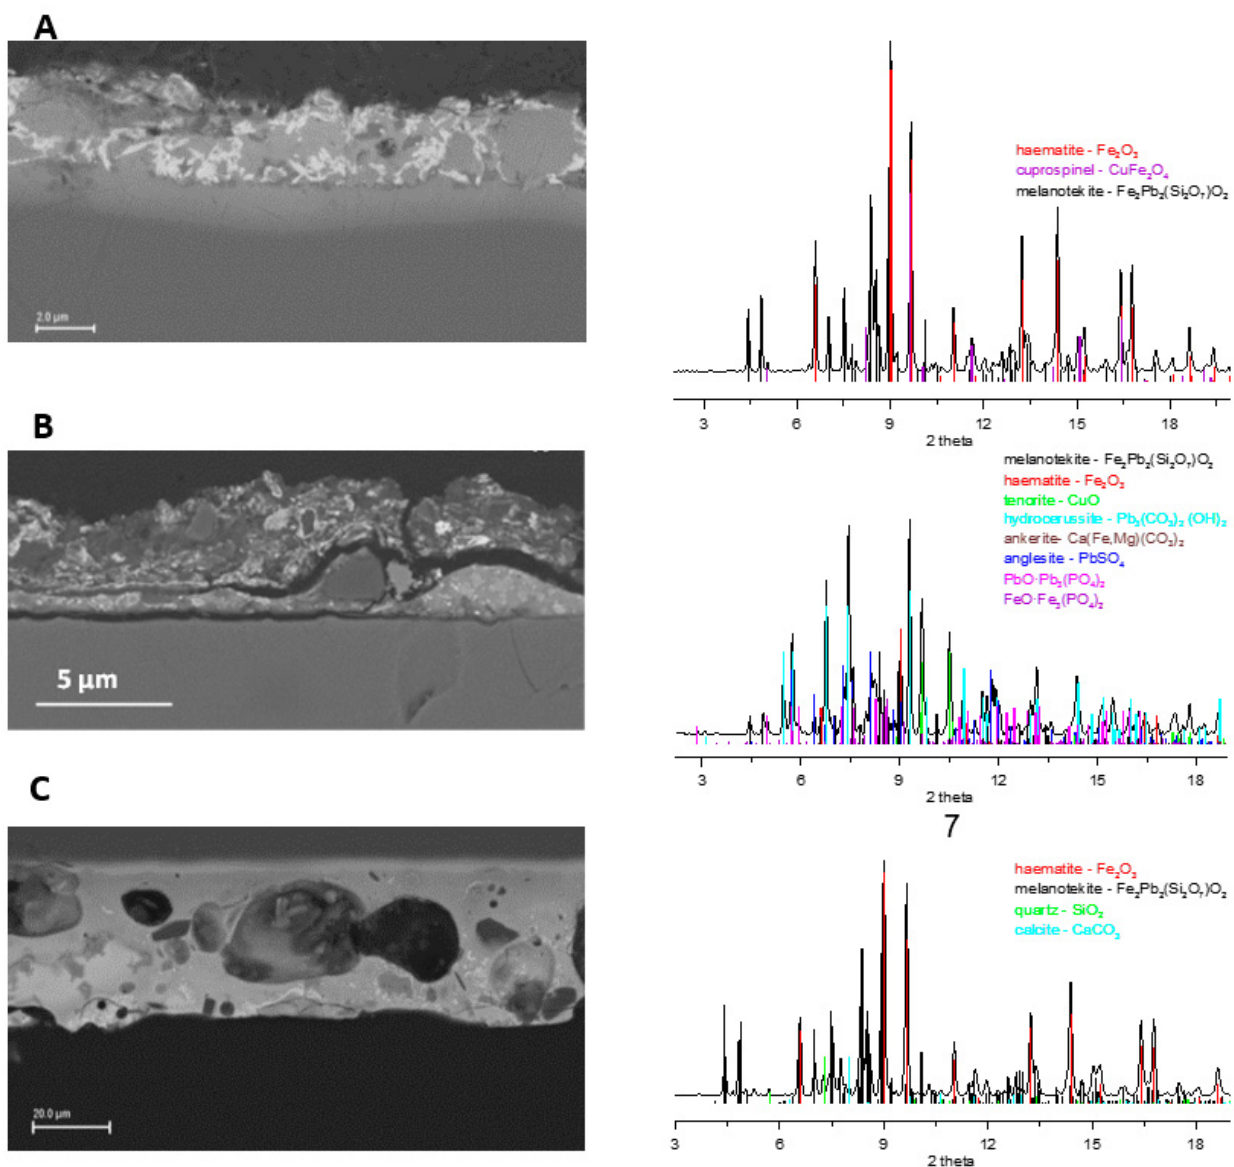 A
2.0 µm
haematite - Fe₂O₃
cuprospinel - CuFe₂O₄
melanotekite - Fe₂Pb₂(Si₂O₇)O₂
3 6 9 12 15 18
2 theta
B
5 µm
melanotekite - Fe₂Pb₂(Si₂O₇)O₂
haematite - Fe₂O₃
tenorite - CuO
hydrocerussite - Pb₃(CO₃)₂ (OH)₂
ankerite- Ca(Fe,Mg)(CO₃)₂
anglesite - PbSO₄
PbO·Pb₃(PO₄)₂
FeO·Fe₃(PO₄)₂
3 6 9 12 15 18
2 theta
7
C
20.0 µm
haematite - Fe₂O₃
melanotekite - Fe₂Pb₂(Si₂O₇)O₂
quartz - SiO₂
calcite - CaCO₃
3 6 9 12 15 18
2 theta